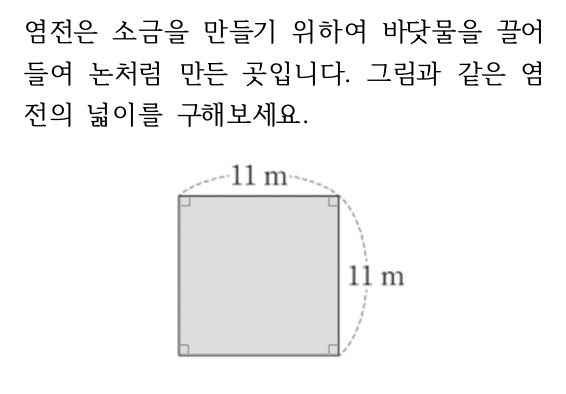 염전은 소금을 만들기 위하여 바닷물을 끌어
들여 논처럼 만든 곳입니다. 그림과 같은 염
전의 넓이를 구해보세요.
11 m
11 m